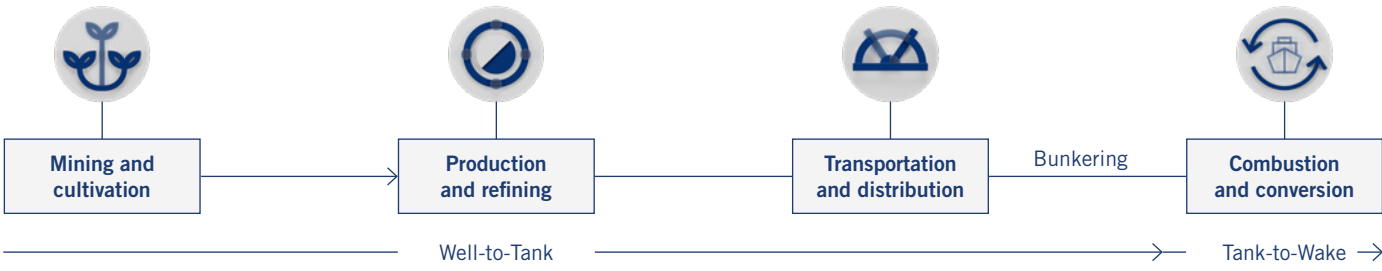 Mining and
cultivation
Production
and refining
Transportation
and distribution
Bunkering
Combustion
and conversion
Well-to-Tank
Tank-to-Wake